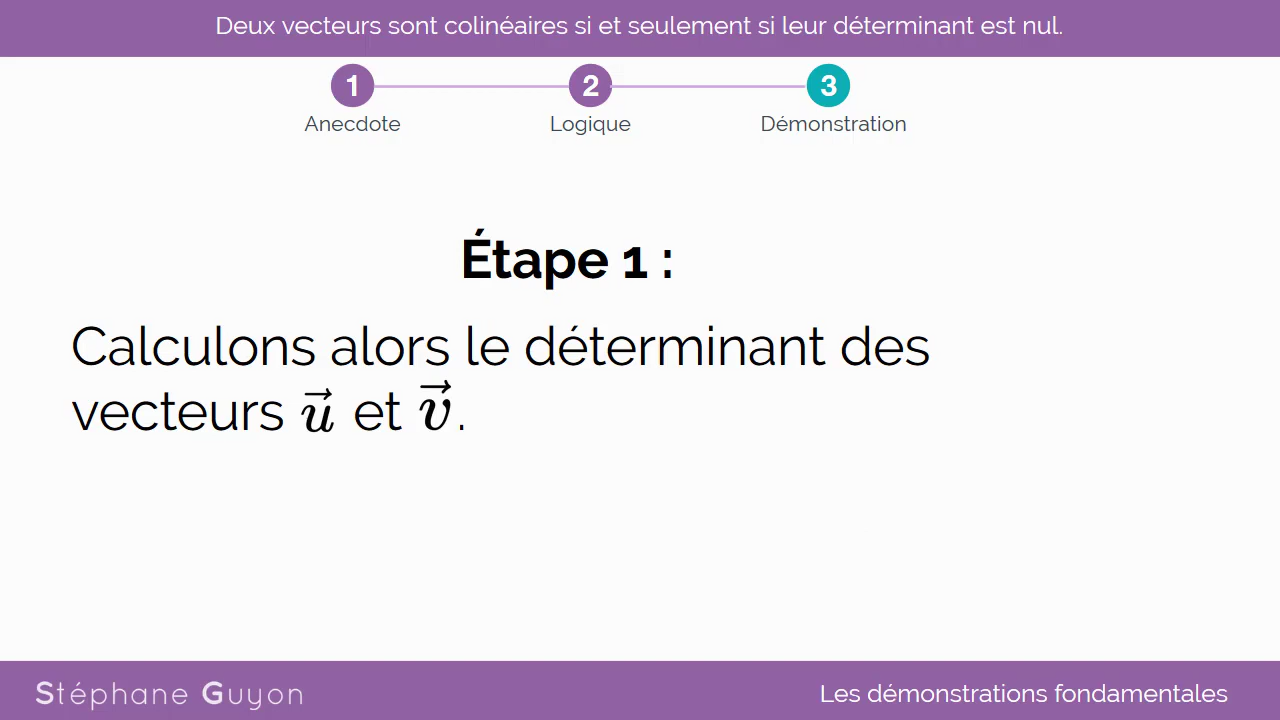 Deux vecteurs sont colinéaires si et seulement si leur déterminant est nul.
1 2 3
Anecdote Logique Démonstration
Étape 1 :
Calculons alors le déterminant des
vecteurs u⃗ et v⃗.
Stéphane Guyon
Les démonstrations fondamentales